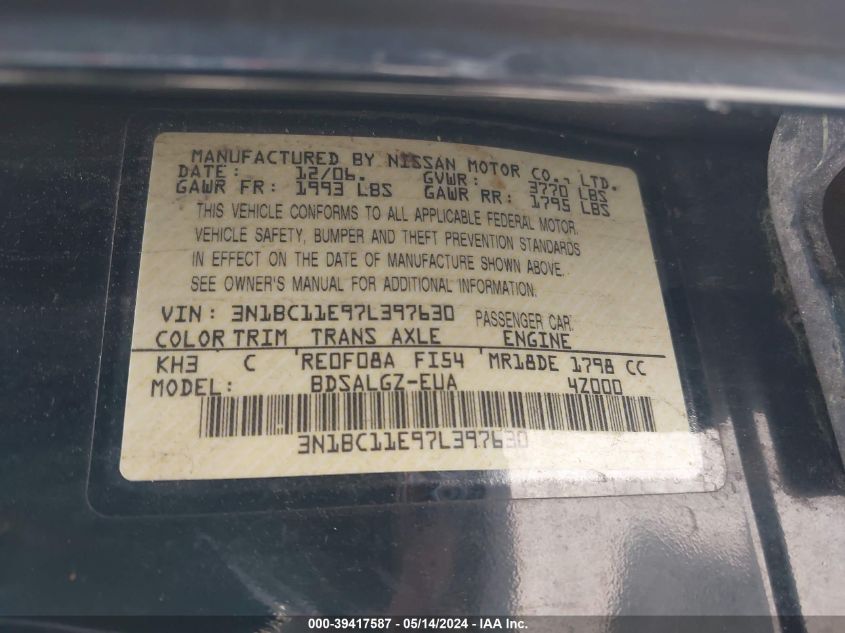 MANUFACTURED BY NISSAN MOTOR CO., LTD.
DATE: 12/06. GVWR: 3770 LBS
GAWR FR: 1993 LBS GAWR RR: 1795 LBS
THIS VEHICLE CONFORMS TO ALL APPLICABLE FEDERAL MOTOR
VEHICLE SAFETY, BUMPER AND THEFT PREVENTION STANDARDS
IN EFFECT ON THE DATE OF MANUFACTURE SHOWN ABOVE.
SEE OWNER'S MANUAL FOR ADDITIONAL INFORMATION.
VIN: 3N1BC11E97L397630 PASSENGER CAR
COLOR TRIM TRANS AXLE ENGINE
KH3 C RE0F08A FI54 MR18DE 1798 CC
MODEL: BDSALGZ-EUA 4Z000
3N1BC11E97L397630
000-39417587 - 05/14/2024 - IAAI.com